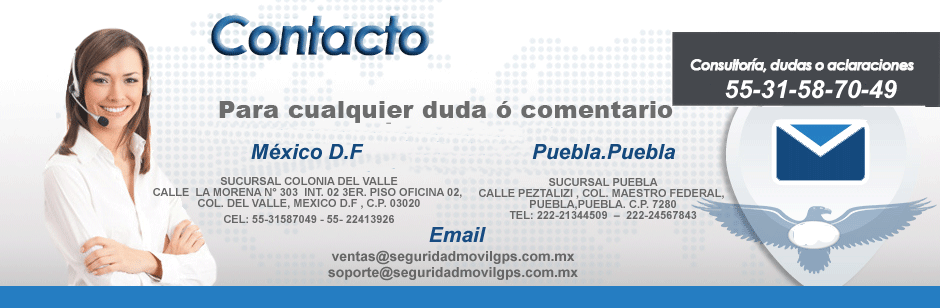 Contacto
Consultoría, dudas o aclaraciones
55-31-58-70-49
Para cualquier duda ó comentario
México D.F
SUCURSAL COLONIA DEL VALLE
CALLE LA MORENA N° 303 INT. 02 3ER. PISO OFICINA 02,
COL. DEL VALLE, MEXICO D.F , C.P. 03020
CEL: 55-31587049 - 55- 22413926
Puebla.Puebla
SUCURSAL PUEBLA
CALLE PEZTALIZI , COL. MAESTRO FEDERAL,
PUEBLA,PUEBLA. C.P. 7280
TEL: 222-21344509 – 222-24567843
Email
ventas@seguridadmovilgps.com.mx
soporte@seguridadmovilgps.com.mx